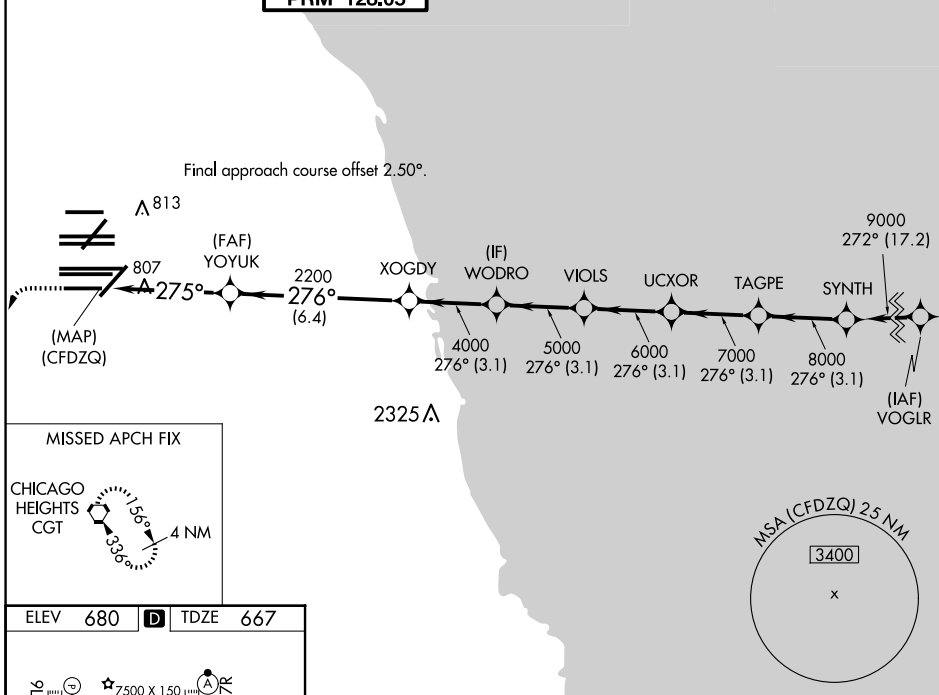 PRM 128.05
Final approach course offset 2.50°.
813
(FAF)
YOYUK
807
275°
2200
276°
(6.4)
XOGDY
(IF)
WODRO
VIOLS
UCXOR
TAGPE
SYNTH
9000
272° (17.2)
(MAP)
(CFDZQ)
4000
276° (3.1)
5000
276° (3.1)
6000
276° (3.1)
7000
276° (3.1)
8000
276° (3.1)
(IAF)
VOGLR
2325
MISSED APCH FIX
CHICAGO
HEIGHTS
CGT
156°
336°
4 NM
MSA (CFDZQ) 25 NM
3400
x
ELEV 680 D TDZE 667
P
7500 X 150
A